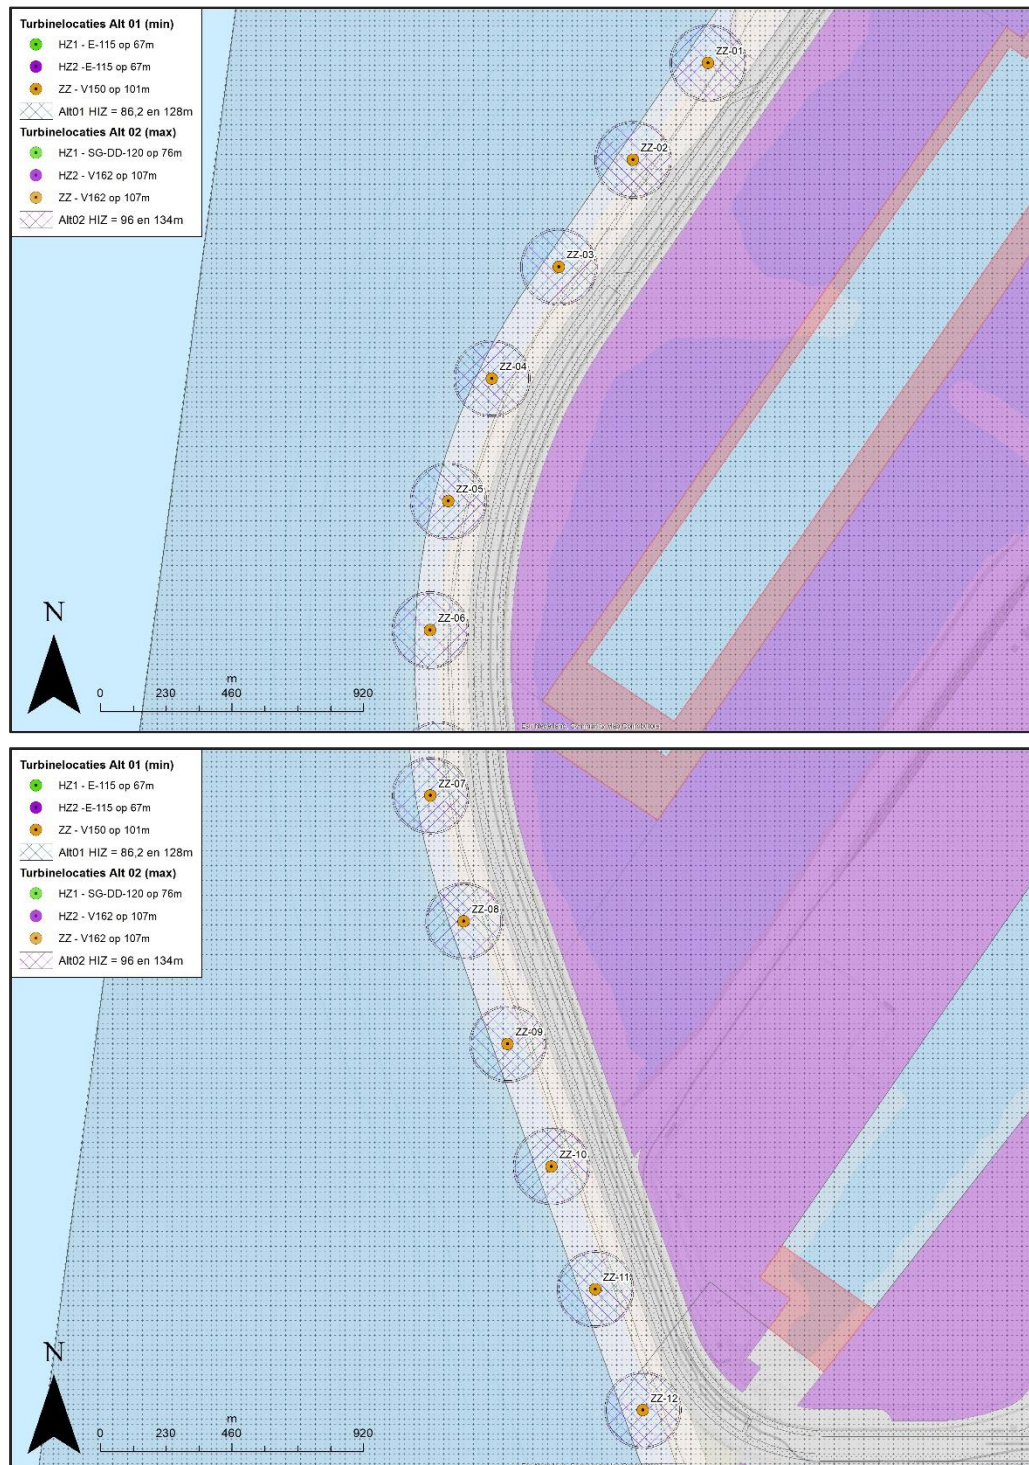 Turbinelocaties Alt 01 (min)
HZ1 - E-115 op 67m
HZ2 -E-115 op 67m
ZZ - V150 op 101m
Alt01 HIZ = 86,2 en 128m
Turbinelocaties Alt 02 (max)
HZ1 - SG-DD-120 op 76m
HZ2 - V162 op 107m
ZZ - V162 op 107m
Alt02 HIZ = 96 en 134m
ZZ-01
ZZ-02
ZZ-03
ZZ-04
ZZ-05
ZZ-06
N
m
0 230 460 920
Turbinelocaties Alt 01 (min)
HZ1 - E-115 op 67m
HZ2 -E-115 op 67m
ZZ - V150 op 101m
Alt01 HIZ = 86,2 en 128m
Turbinelocaties Alt 02 (max)
HZ1 - SG-DD-120 op 76m
HZ2 - V162 op 107m
ZZ - V162 op 107m
Alt02 HIZ = 96 en 134m
ZZ-07
ZZ-08
ZZ-09
ZZ-10
ZZ-11
ZZ-12
N
m
0 230 460 920